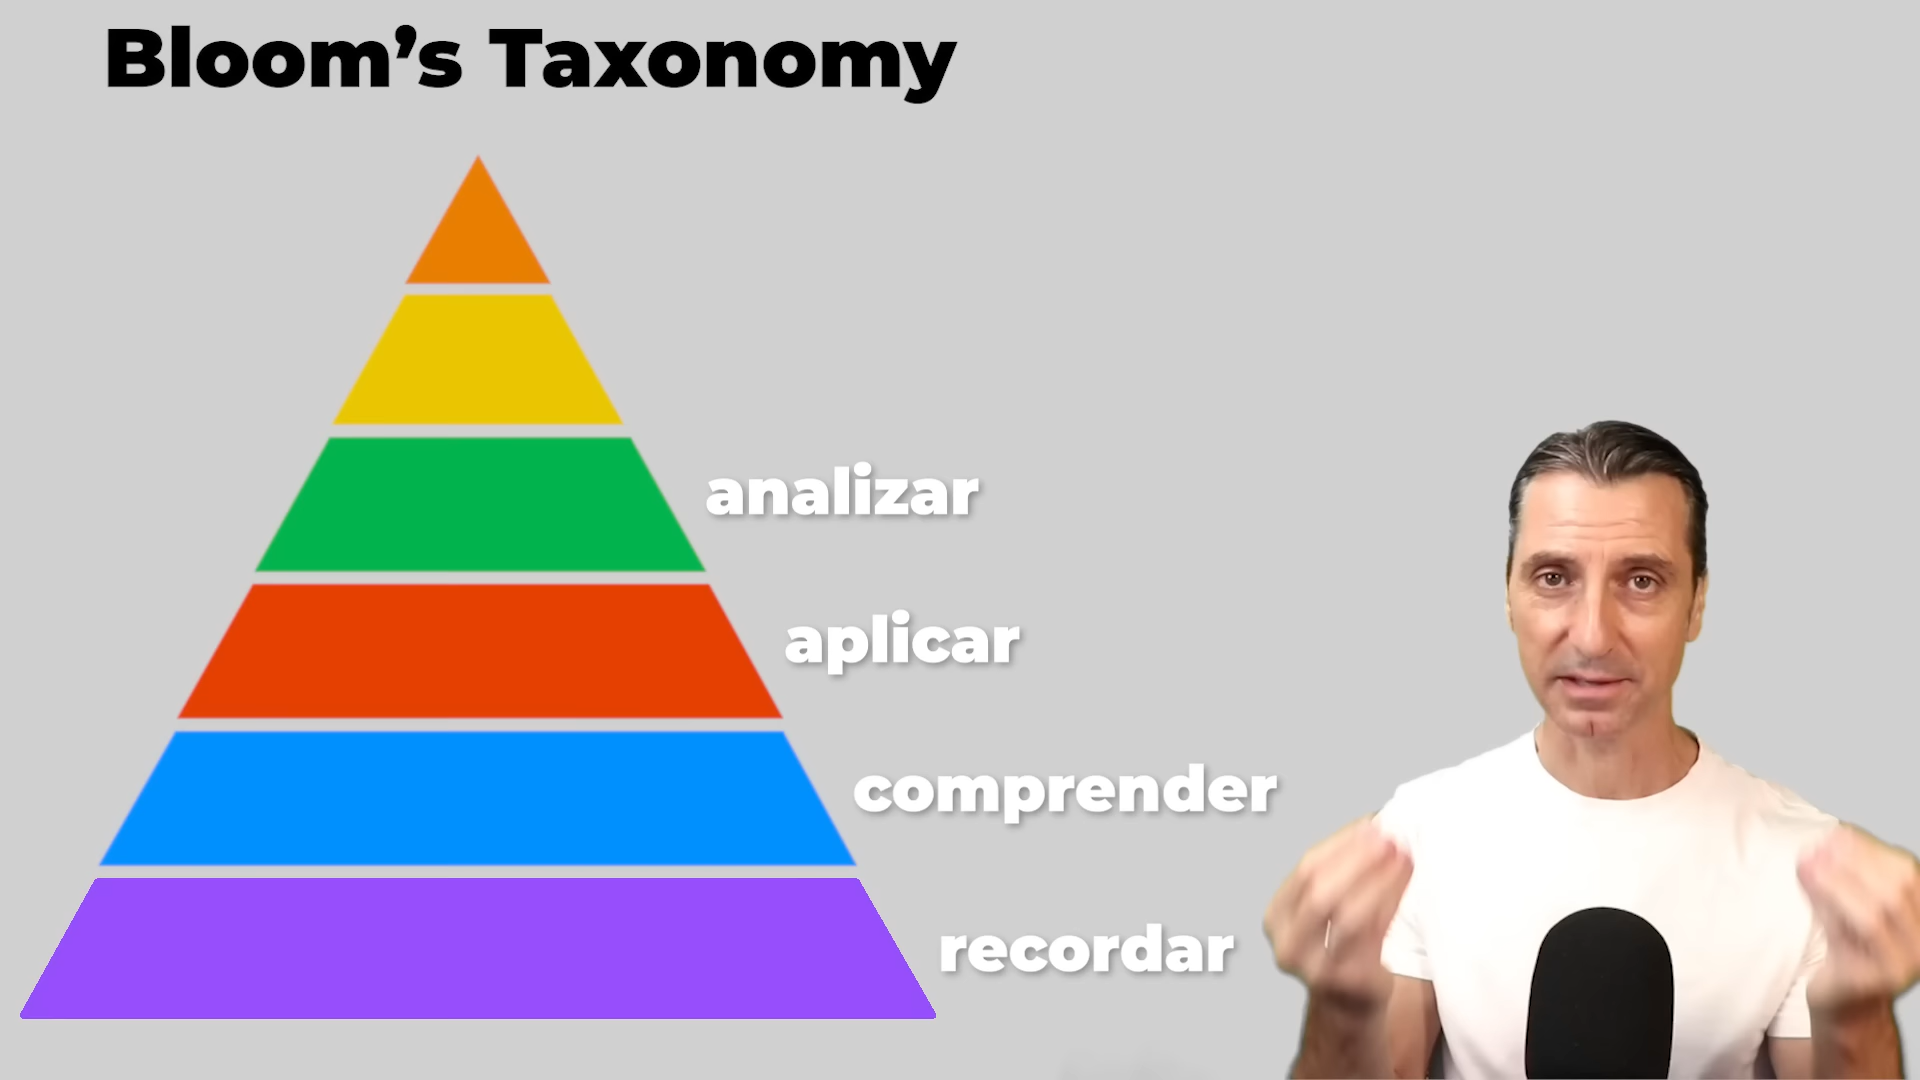 Bloom’s Taxonomy
analizar
aplicar
comprender
recordar